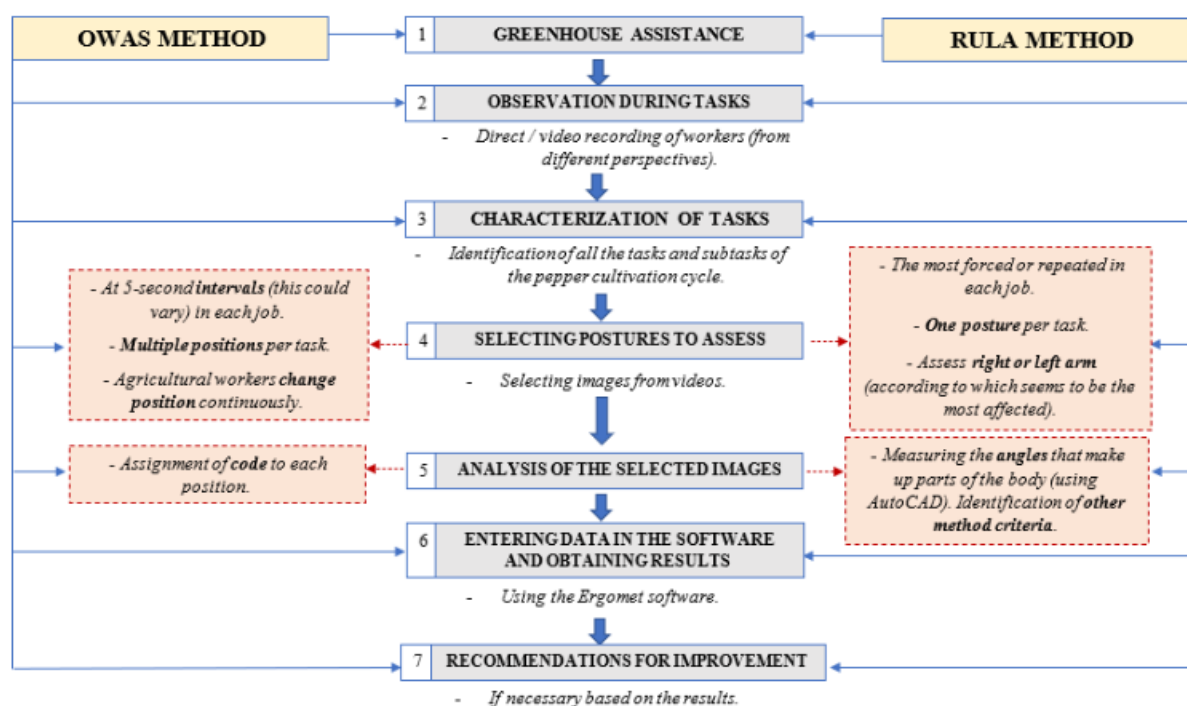 OWAS METHOD
1
GREENHOUSE ASSISTANCE
RULA METHOD
2
OBSERVATION DURING TASKS
- Direct / video recording of workers (from
different perspectives).
3
CHARACTERIZATION OF TASKS
Identification of all the tasks and subtasks of
the pepper cultivation cycle.
- At 5-second intervals (this could
vary) in each job.
- Multiple positions per task.
- Agricultural workers change
position continuously.
4
SELECTING POSTURES TO ASSESS
- Selecting images from videos.
- The most forced or repeated in
each job.
- One posture per task.
- Assess right or left arm
(according to which seems to be the
most affected).
- Assignment of code to each
position.
5
ANALYSIS OF THE SELECTED IMAGES
- Measuring the angles that make
up parts of the body (using
AutoCAD). Identification of other
method criteria.
6
ENTERING DATA IN THE SOFTWARE
AND OBTAINING RESULTS
- Using the Ergomet software.
7
RECOMMENDATIONS FOR IMPROVEMENT
- If necessary based on the results.